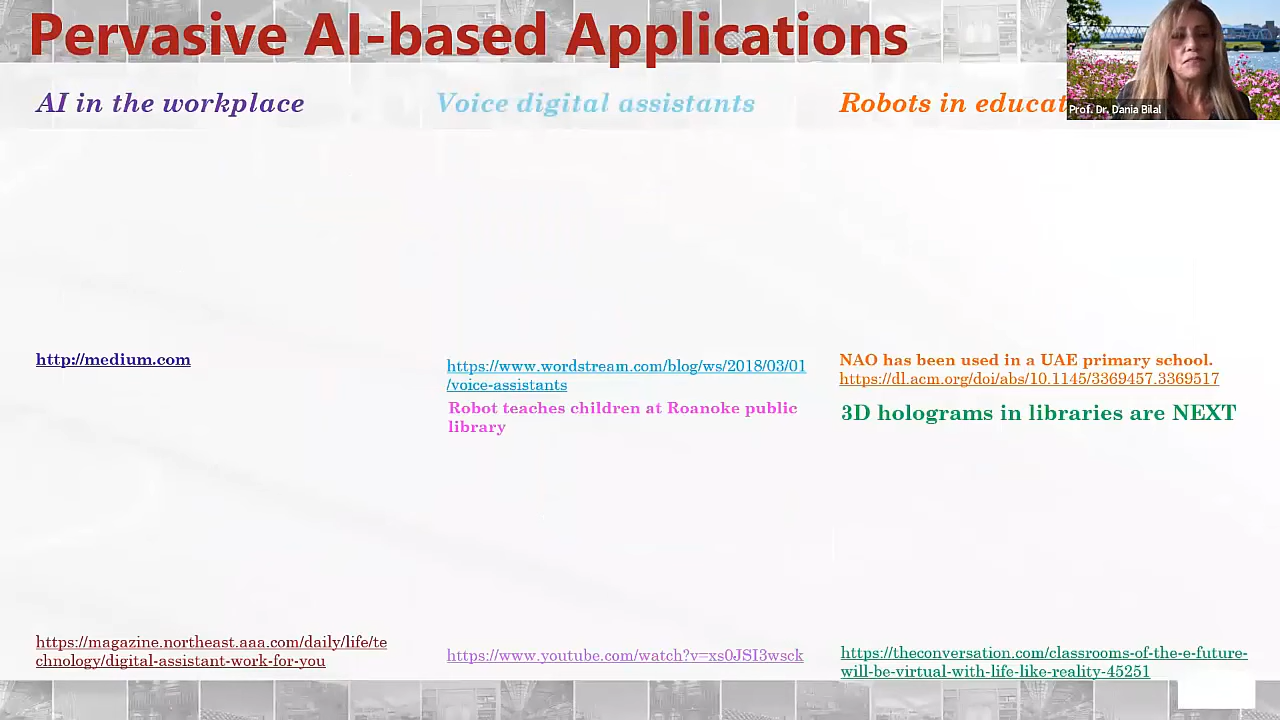 Pervasive AI-based Applications
AI in the workplace
Voice digital assistants
Robots in educat
Prof. Dr. Dania Bilal
http://medium.com
https://www.wordstream.com/blog/ws/2018/03/01
/voice-assistants
Robot teaches children at Roanoke public
library
NAO has been used in a UAE primary school.
https://dl.acm.org/doi/abs/10.1145/3369457.3369517
3D holograms in libraries are NEXT
https://magazine.northeast.aaa.com/daily/life/te
chnology/digital-assistant-work-for-you
https://www.youtube.com/watch?v=xs0JSI3wsck
https://theconversation.com/classrooms-of-the-e-future-
will-be-virtual-with-life-like-reality-45251